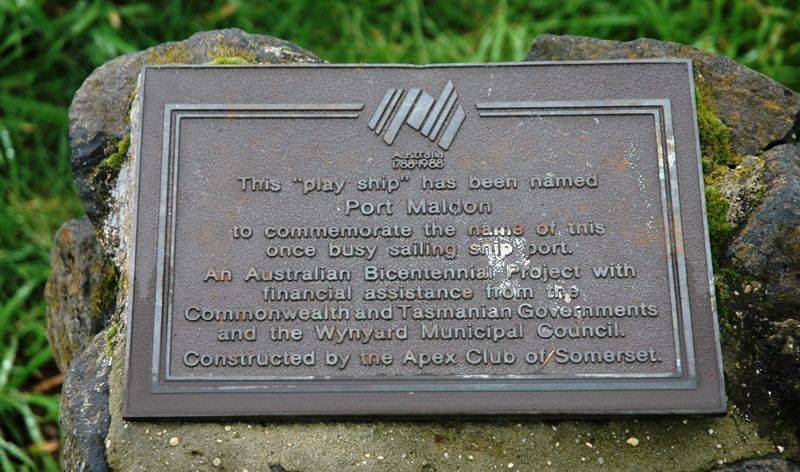 Australia
1788-1988
This "play ship" has been named
Port Maldon
to commemorate the name of this
once busy sailing ship port.
An Australian Bicentennial Project with
financial assistance from the
Commonwealth and Tasmanian Governments
and the Wynyard Municipal Council.
Constructed by the Apex Club of Somerset.